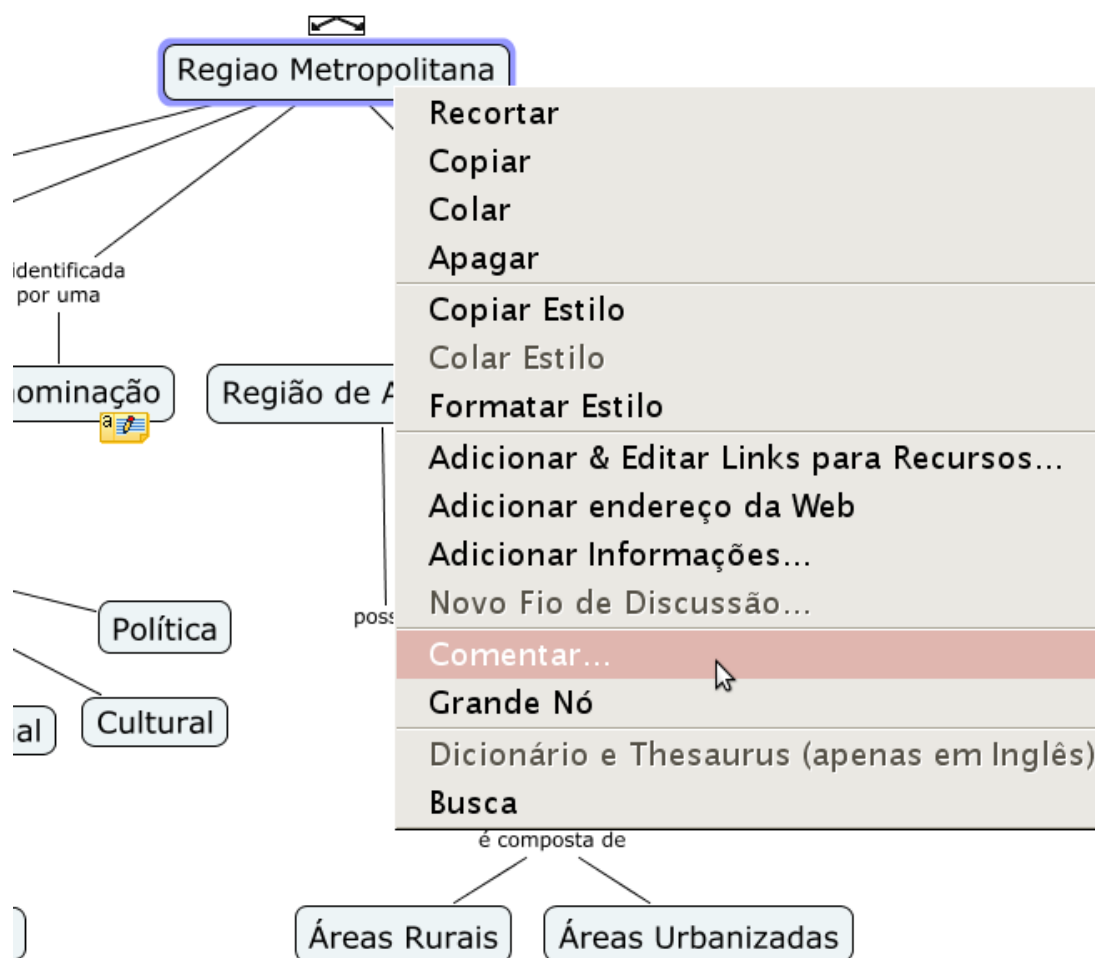 Regiao Metropolitana
Recortar
Copiar
Colar
Apagar
identificada
por uma
Copiar Estilo
Colar Estilo
ominação
Região de A
Formatar Estilo
a
Adicionar & Editar Links para Recursos...
Adicionar endereço da Web
Adicionar Informações...
Novo Fio de Discussão...
poss
Política
Comentar...
Grande Nó
al
Cultural
Dicionário e Thesaurus (apenas em Inglês)
Busca
é composta de
Áreas Rurais
Áreas Urbanizadas